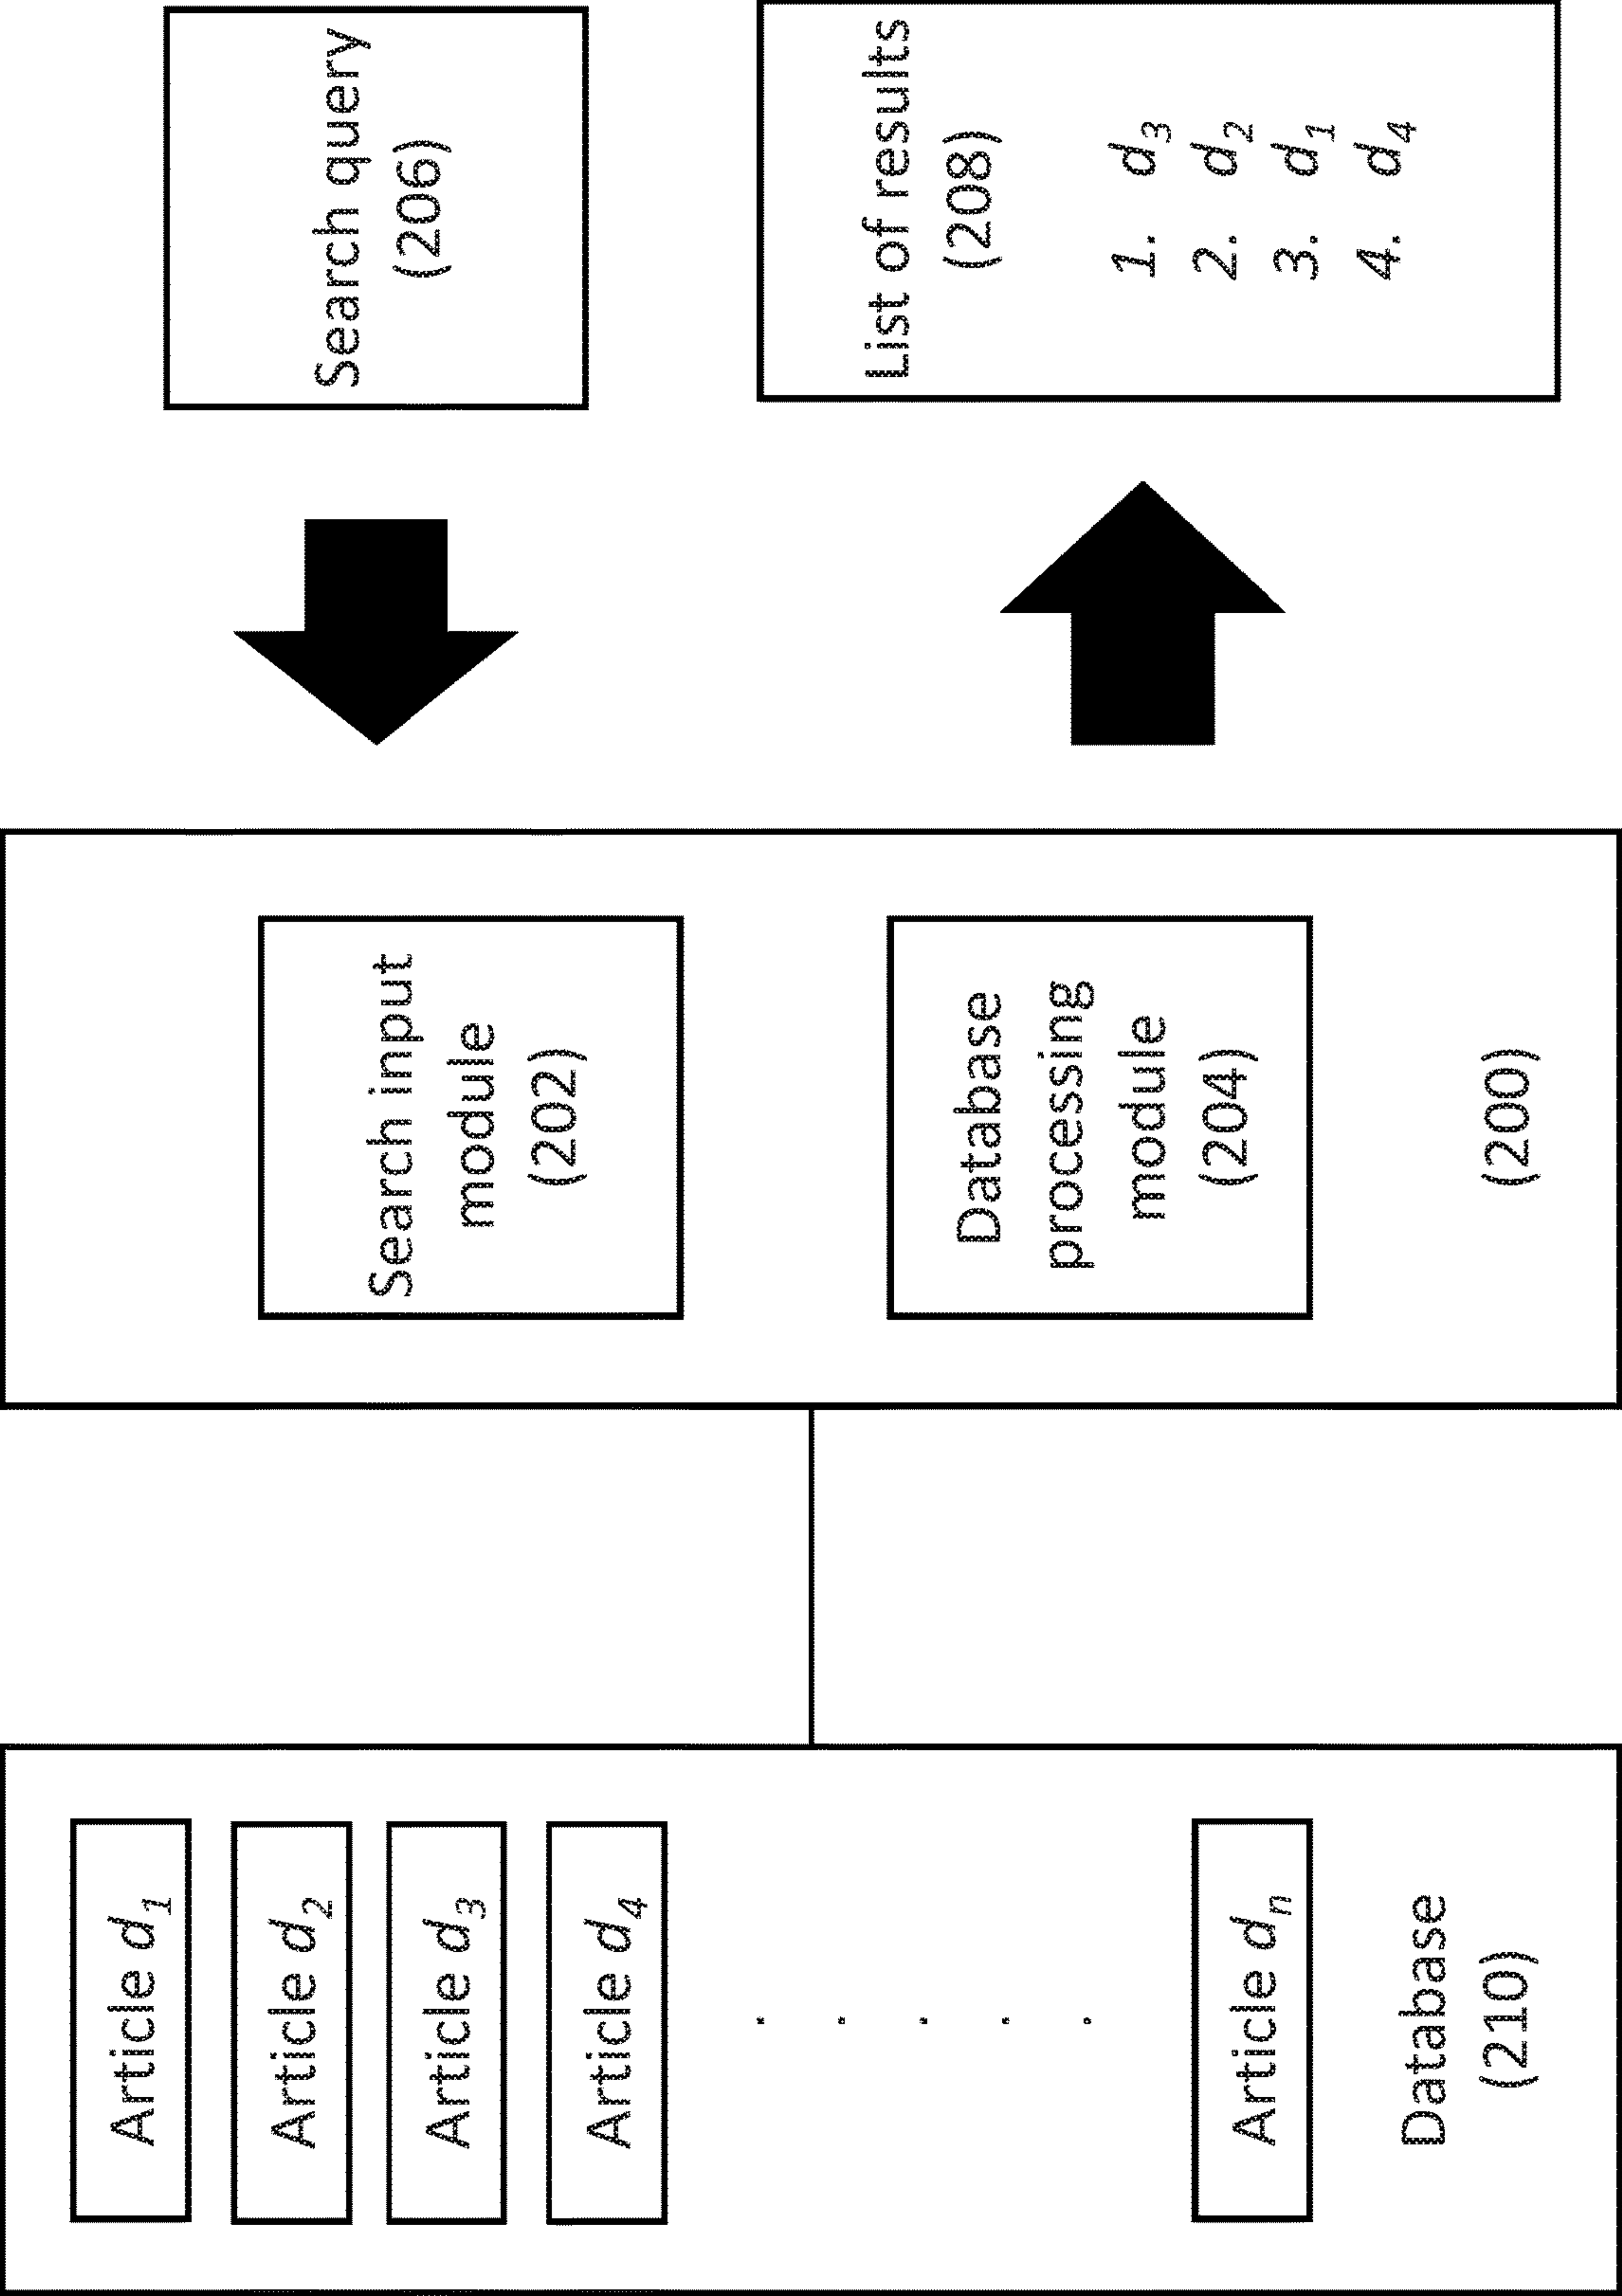 Article d1
Article d2
Article d3
Article d4
.
.
.
.
.
Article dn
Database
(210)
Search input
module
(202)
Database
processing
module
(204)
(200)
Search query
(206)
List of results
(208)
1. d3
2. d2
3. d1
4. d4